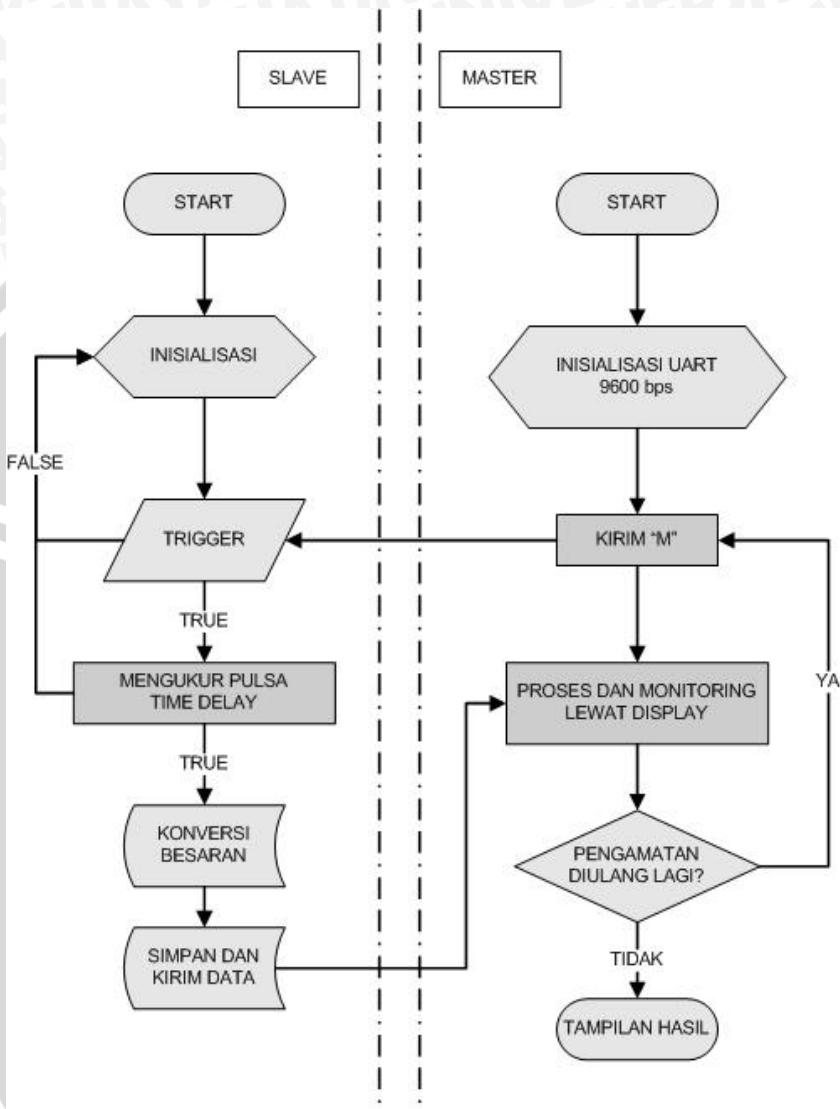 SLAVE
MASTER
START
INISIALISASI
FALSE
TRIGGER
TRUE
MENGUKUR PULSA
TIME DELAY
TRUE
KONVERSI
BESARAN
SIMPAN DAN
KIRIM DATA
START
INISIALISASI UART
9600 bps
KIRIM “M”
PROSES DAN MONITORING
LEWAT DISPLAY
YA
PENGAMATAN
DIULANG LAGI?
TIDAK
TAMPILAN HASIL